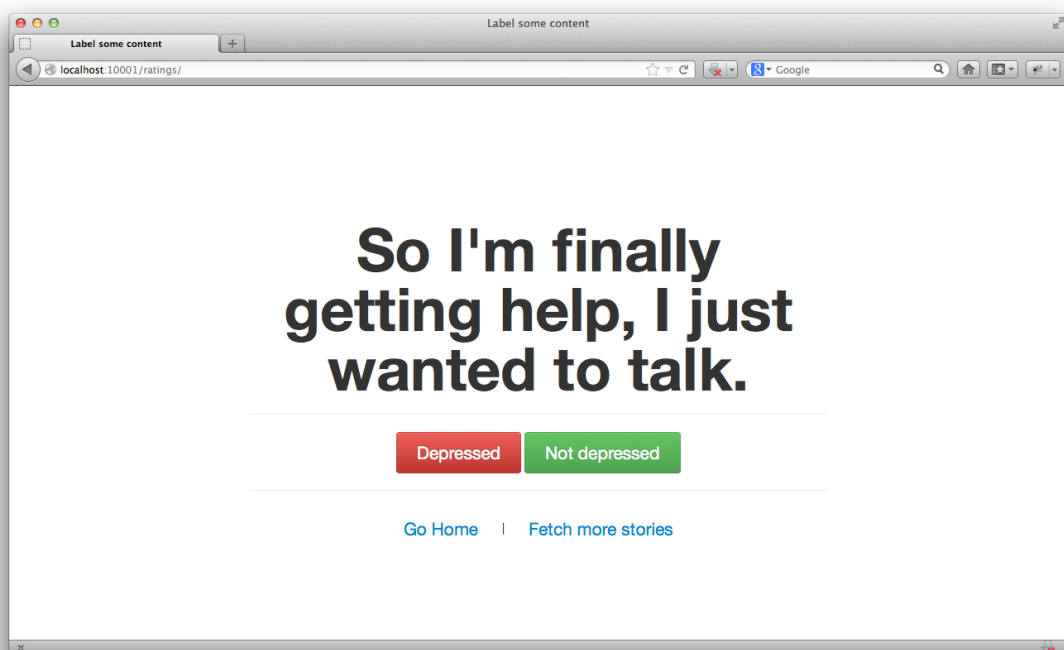 Label some content
Label some content
localhost:10001/ratings/
Google
So I'm finally
getting help, I just
wanted to talk.
Depressed Not depressed
Go Home | Fetch more stories